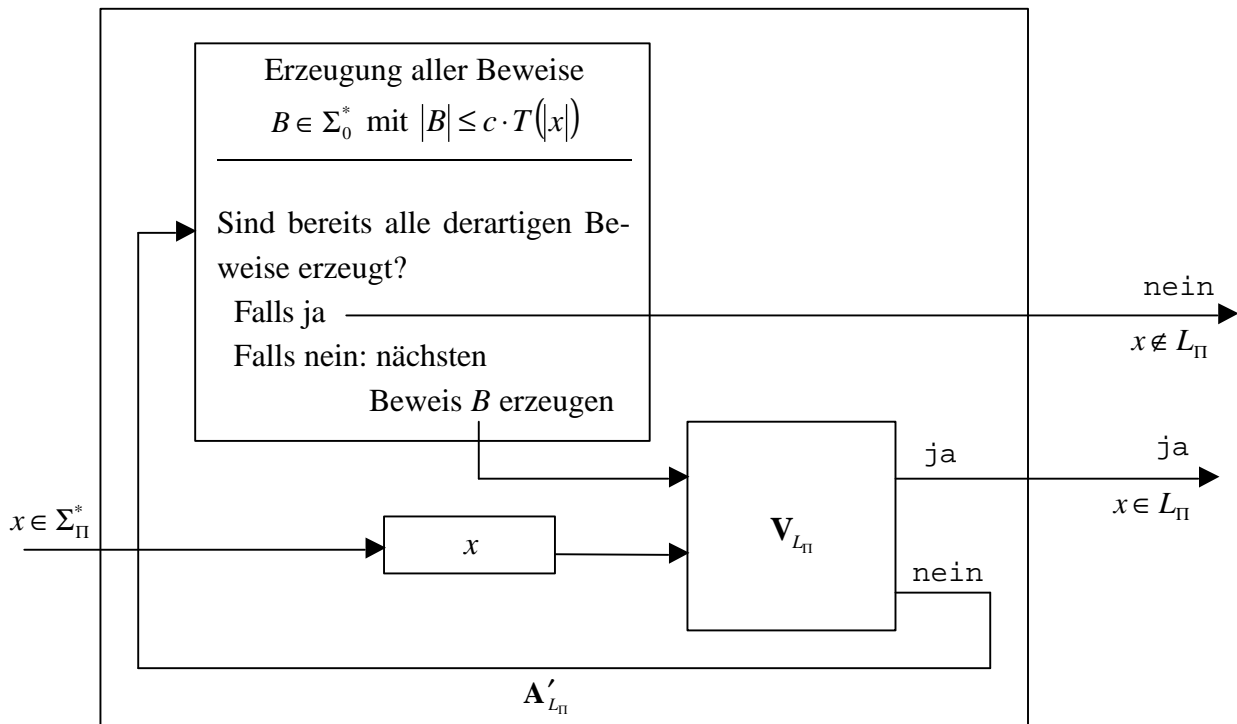 Erzeugung aller Beweise
B ∈ Σ₀* mit |B| ≤ c · T(|x|)
Sind bereits alle derartigen Be-
weise erzeugt?
Falls ja
nein
x ∉ L_Π
Falls nein: nächsten
Beweis B erzeugen
ja
ja
x ∈ L_Π
x ∈ Σ_Π*
x
V_{L_Π}
nein
A′_{L_Π}